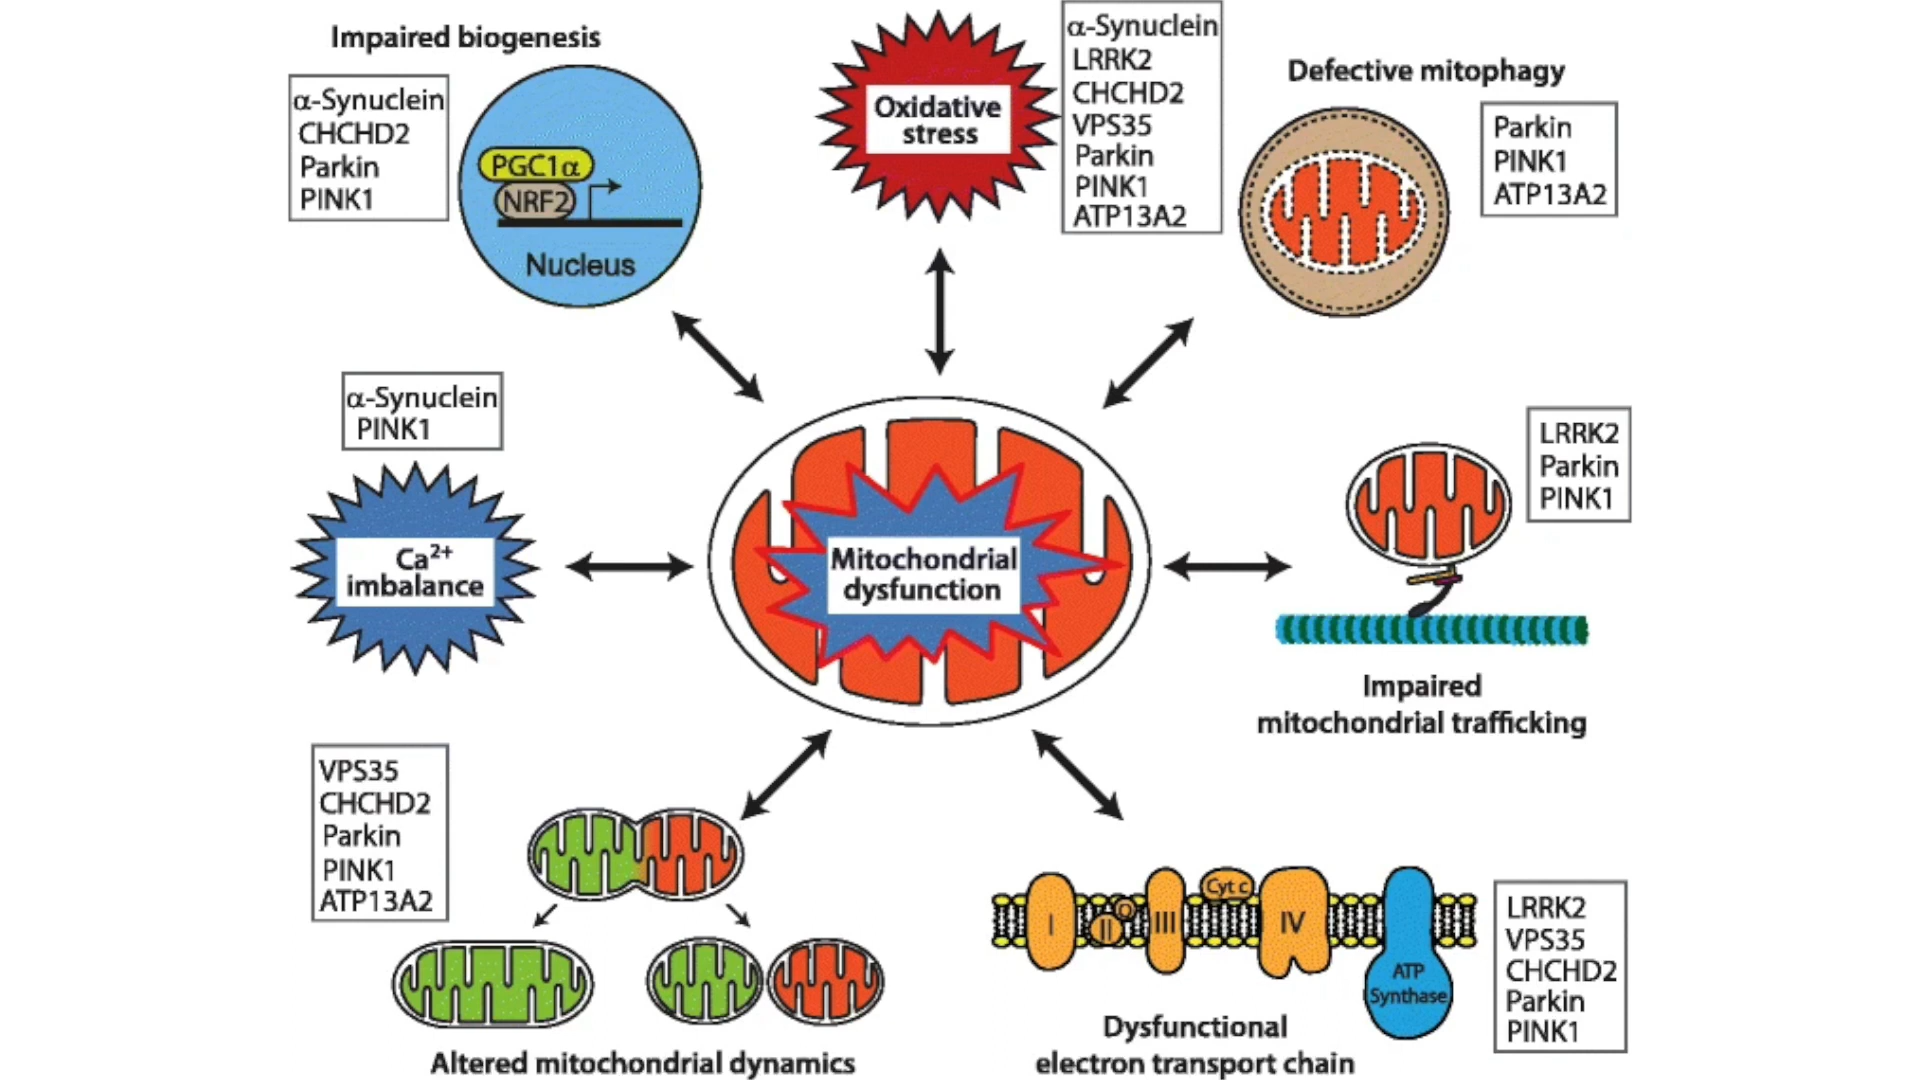 Impaired biogenesis
α-Synuclein
CHCHD2
Parkin
PINK1
PGC1α
NRF2
Nucleus
Oxidative
stress
α-Synuclein
LRRK2
CHCHD2
VPS35
Parkin
PINK1
ATP13A2
Defective mitophagy
Parkin
PINK1
ATP13A2
α-Synuclein
PINK1
Ca²⁺
imbalance
Mitochondrial
dysfunction
LRRK2
Parkin
PINK1
Impaired
mitochondrial trafficking
VPS35
CHCHD2
Parkin
PINK1
ATP13A2
Altered mitochondrial dynamics
I
II
Q
III
Cyt c
IV
ATP
Synthase
LRRK2
VPS35
CHCHD2
Parkin
PINK1
Dysfunctional
electron transport chain